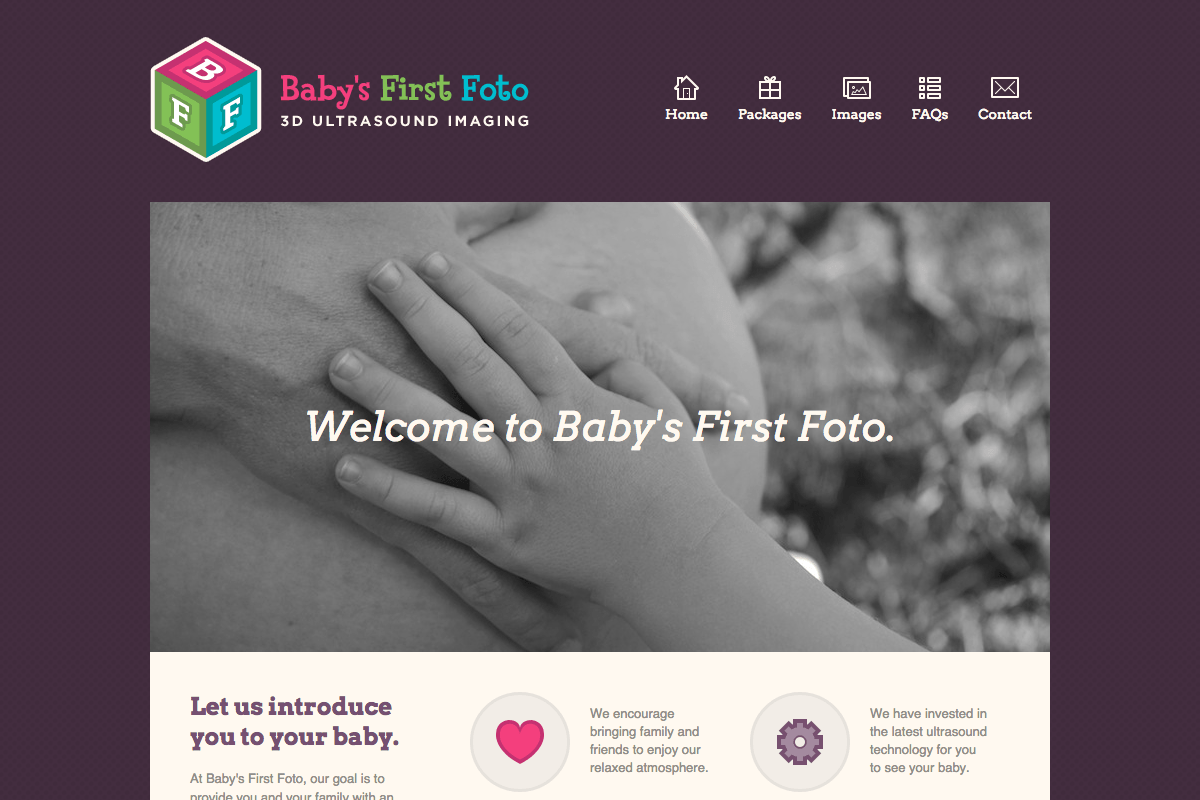 B
F F
Baby's First Foto
3D ULTRASOUND IMAGING
Home Packages Images FAQs Contact
Welcome to Baby's First Foto.
Let us introduce
you to your baby.
At Baby's First Foto, our goal is to
provide you and your family with an
We encourage
bringing family and
friends to enjoy our
relaxed atmosphere.
We have invested in
the latest ultrasound
technology for you
to see your baby.